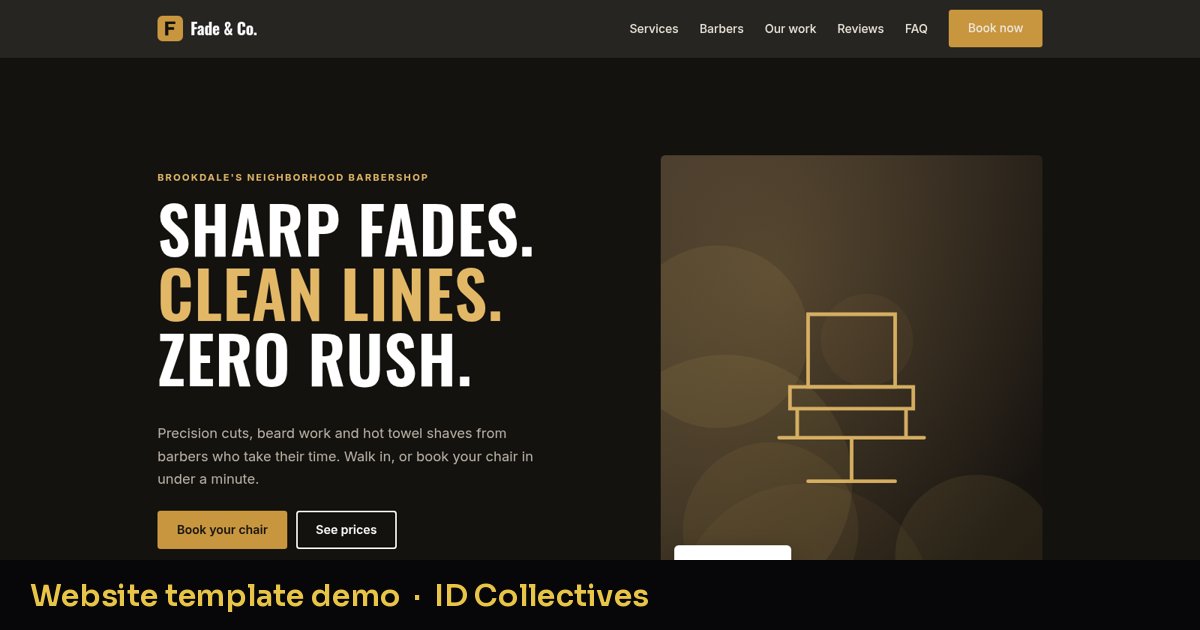 F Fade & Co.
Services Barbers Our work Reviews FAQ Book now
BROOKDALE'S NEIGHBORHOOD BARBERSHOP
SHARP FADES.
CLEAN LINES.
ZERO RUSH.
Precision cuts, beard work and hot towel shaves from
barbers who take their time. Walk in, or book your chair in
under a minute.
Book your chair See prices
Website template demo · ID Collectives